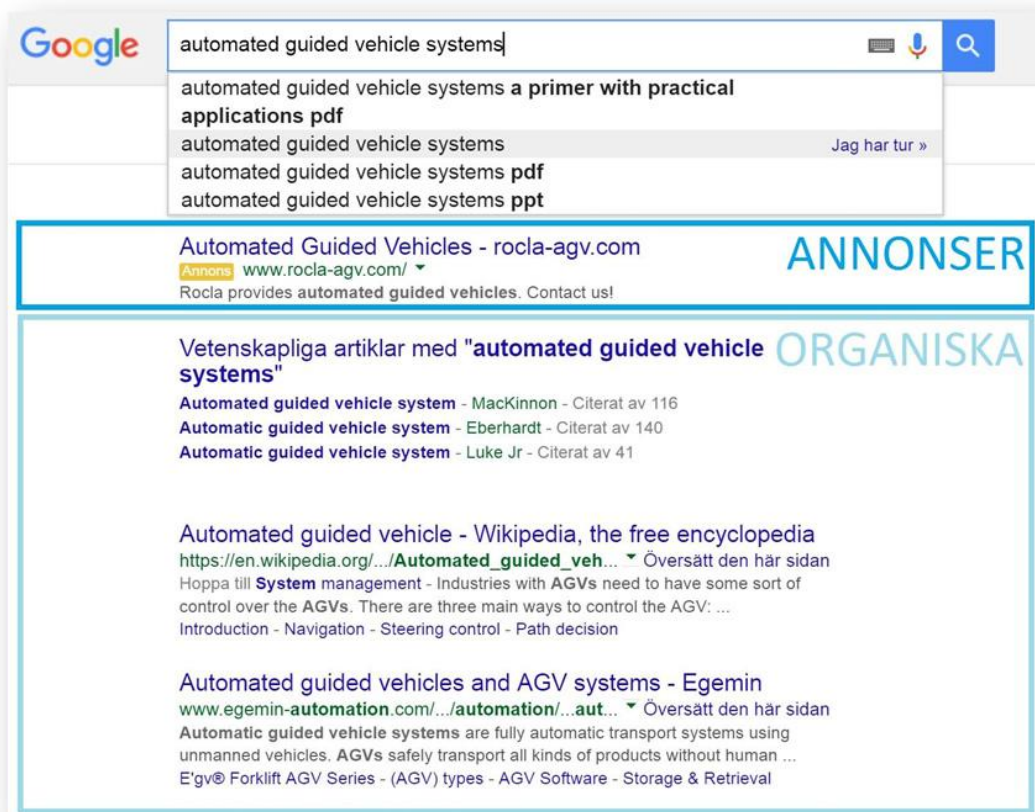 Google
automated guided vehicle systems
automated guided vehicle systems a primer with practical
applications pdf
automated guided vehicle systems Jag har tur »
automated guided vehicle systems pdf
automated guided vehicle systems ppt
Automated Guided Vehicles - rocla-agv.com
ANNONSER
Annons www.rocla-agv.com/
Rocla provides automated guided vehicles. Contact us!
Vetenskapliga artiklar med "automated guided vehicle
systems"
ORGANISKA
Automated guided vehicle system - MacKinnon - Citerat av 116
Automatic guided vehicle system - Eberhardt - Citerat av 140
Automatic guided vehicle system - Luke Jr - Citerat av 41
Automated guided vehicle - Wikipedia, the free encyclopedia
https://en.wikipedia.org/.../Automated_guided_veh... Översätt den här sidan
Hoppa till System management - Industries with AGVs need to have some sort of
control over the AGVs. There are three main ways to control the AGV: ...
Introduction - Navigation - Steering control - Path decision
Automated guided vehicles and AGV systems - Egemin
www.egemin-automation.com/.../automation/...aut... Översätt den här sidan
Automatic guided vehicle systems are fully automatic transport systems using
unmanned vehicles. AGVs safely transport all kinds of products without human ...
E'gv® Forklift AGV Series - (AGV) types - AGV Software - Storage & Retrieval